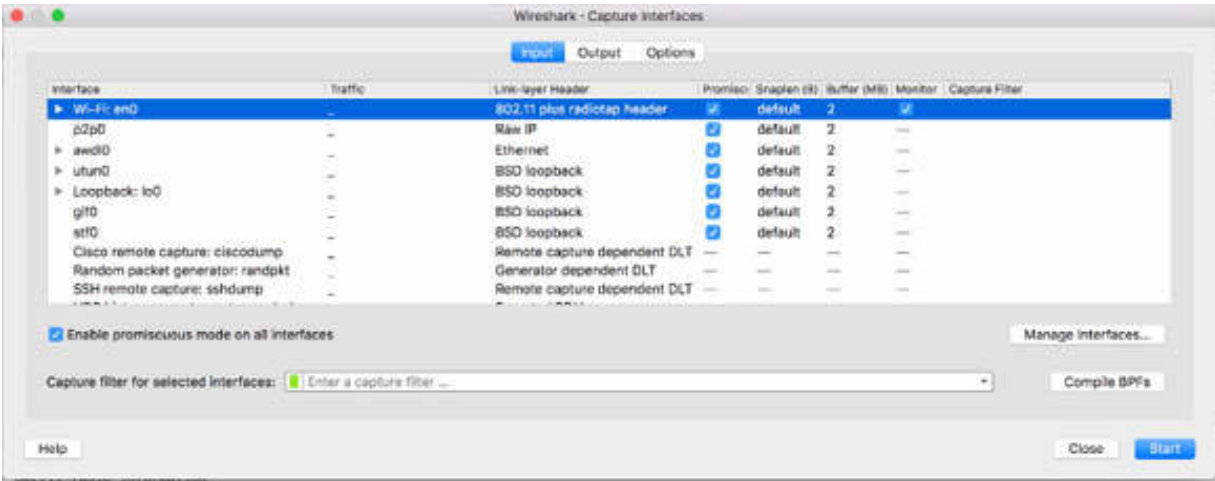 Wireshark - Capture Interfaces
Input Output Options
Interface Traffic Link-layer Header Promisc Snaplen (B) Buffer (MB) Monitor Capture Filter
Wi-Fi: en0 _ 802.11 plus radiotap header default 2
p2p0 _ Raw IP default 2 —
awdl0 _ Ethernet default 2 —
utun0 _ BSD loopback default 2 —
Loopback: lo0 _ BSD loopback default 2 —
gif0 _ BSD loopback default 2 —
stf0 _ BSD loopback default 2 —
Cisco remote capture: ciscodump _ Remote capture dependent DLT — — — —
Random packet generator: randpkt _ Generator dependent DLT — — — —
SSH remote capture: sshdump _ Remote capture dependent DLT — — — —
Enable promiscuous mode on all interfaces
Manage Interfaces...
Capture filter for selected interfaces: Enter a capture filter ...
Compile BPFs
Help Close Start